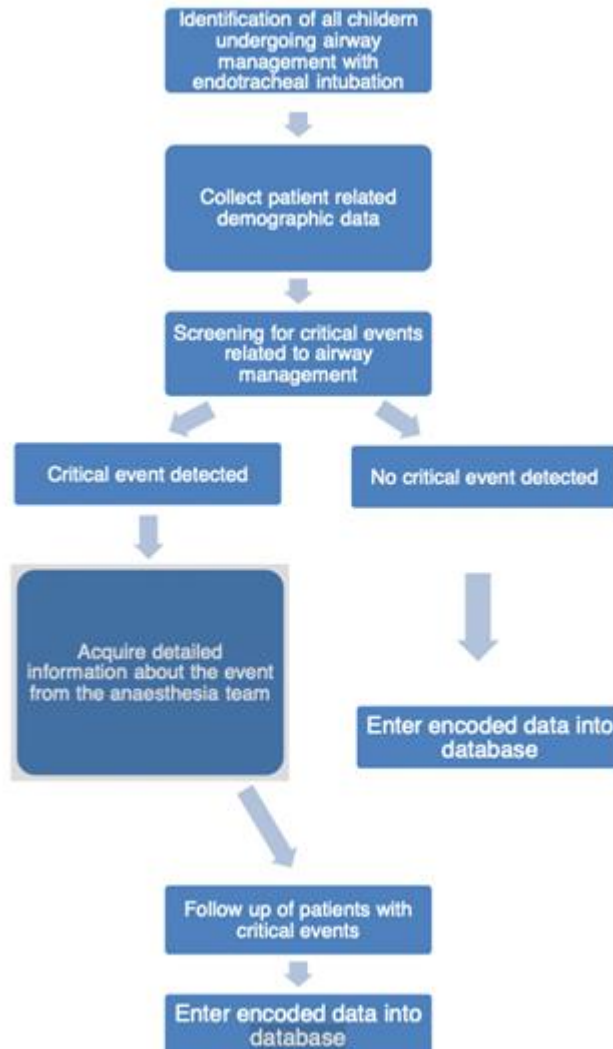 Identification of all childern
undergoing airway
management with
endotracheal intubation
Collect patient related
demographic data
Screening for critical events
related to airway
management
Critical event detected
No critical event detected
Acquire detailed
information about the event
from the anaesthesia team
Enter encoded data into
database
Follow up of patients with
critical events
Enter encoded data into
database